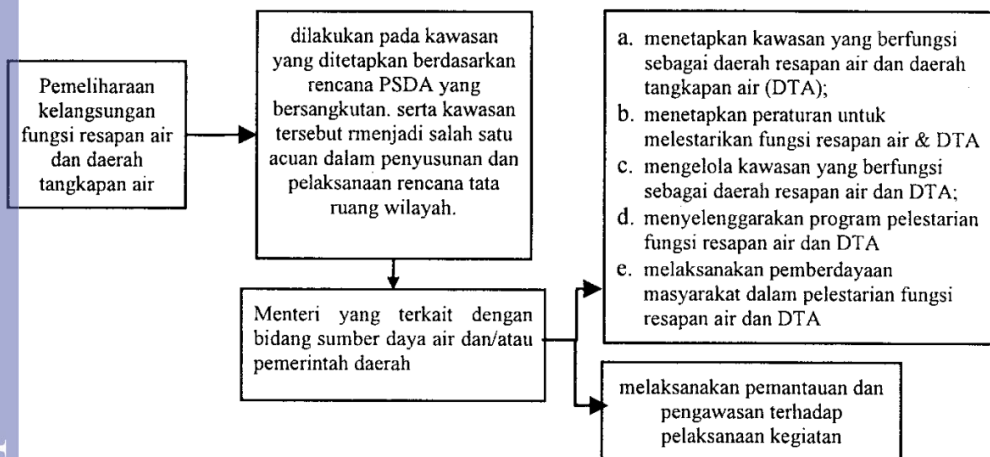 Pemeliharaan
kelangsungan
fungsi resapan air
dan daerah
tangkapan air
dilakukan pada kawasan
yang ditetapkan berdasarkan
rencana PSDA yang
bersangkutan. serta kawasan
tersebut rmenjadi salah satu
acuan dalam penyusunan dan
pelaksanaan rencana tata
ruang wilayah.
Menteri yang terkait dengan
bidang sumber daya air dan/atau
pemerintah daerah
a. menetapkan kawasan yang berfungsi
sebagai daerah resapan air dan daerah
tangkapan air (DTA);
b. menetapkan peraturan untuk
melestarikan fungsi resapan air & DTA
c. mengelola kawasan yang berfungsi
sebagai daerah resapan air dan DTA;
d. menyelenggarakan program pelestarian
fungsi resapan air dan DTA
e. melaksanakan pemberdayaan
masyarakat dalam pelestarian fungsi
resapan air dan DTA
melaksanakan pemantauan dan
pengawasan terhadap
pelaksanaan kegiatan